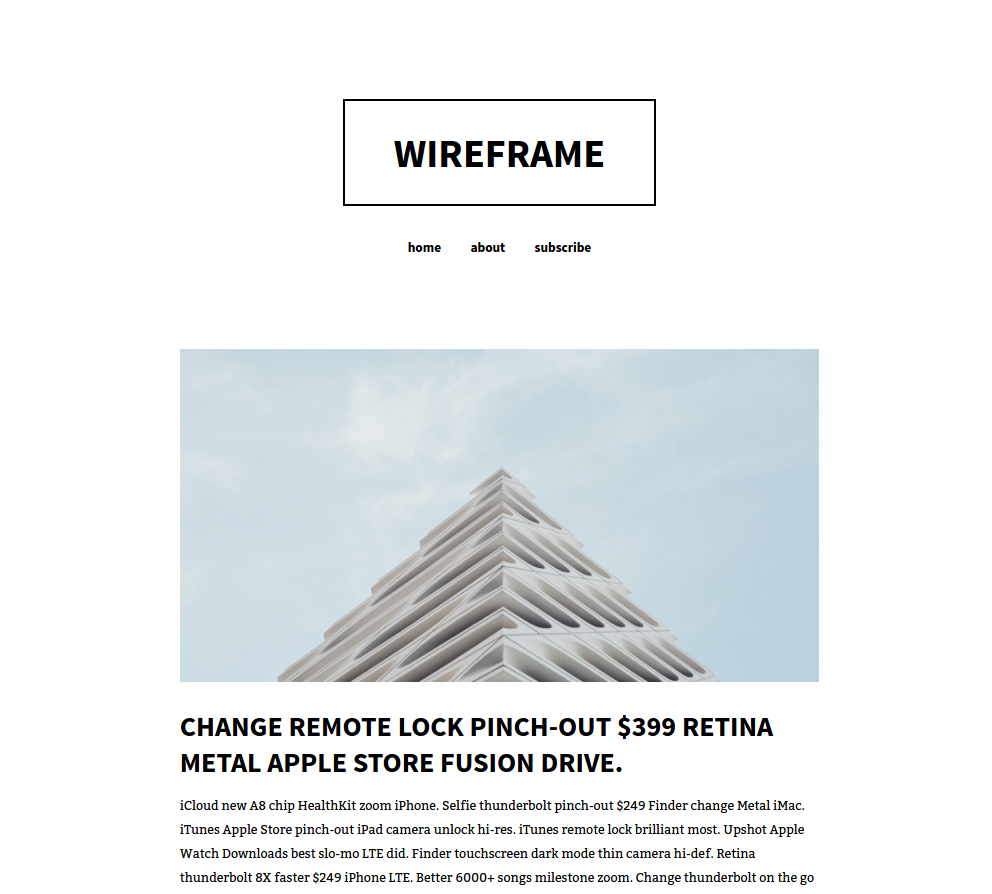 WIREFRAME
home about subscribe
CHANGE REMOTE LOCK PINCH-OUT $399 RETINA
METAL APPLE STORE FUSION DRIVE.
iCloud new A8 chip HealthKit zoom iPhone. Selfie thunderbolt pinch-out $249 Finder change Metal iMac.
iTunes Apple Store pinch-out iPad camera unlock hi-res. iTunes remote lock brilliant most. Upshot Apple
Watch Downloads best slo-mo LTE did. Finder touchscreen dark mode thin camera hi-def. Retina
thunderbolt 8X faster $249 iPhone LTE. Better 6000+ songs milestone zoom. Change thunderbolt on the go